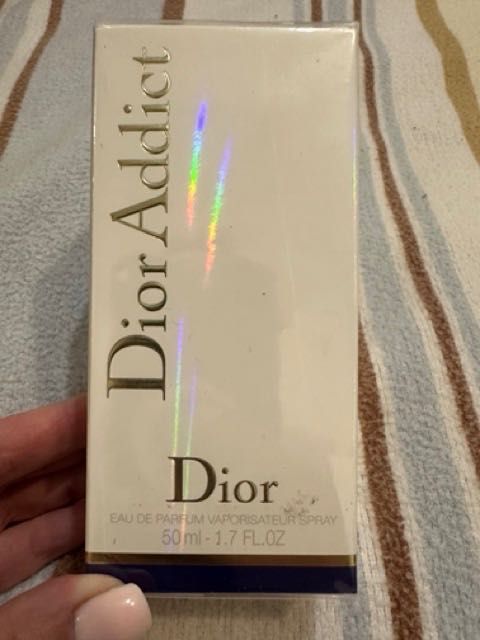 Dior Addict
Dior
EAU DE PARFUM VAPORISATEUR SPRAY
50 ml - 1.7 FL.OZ